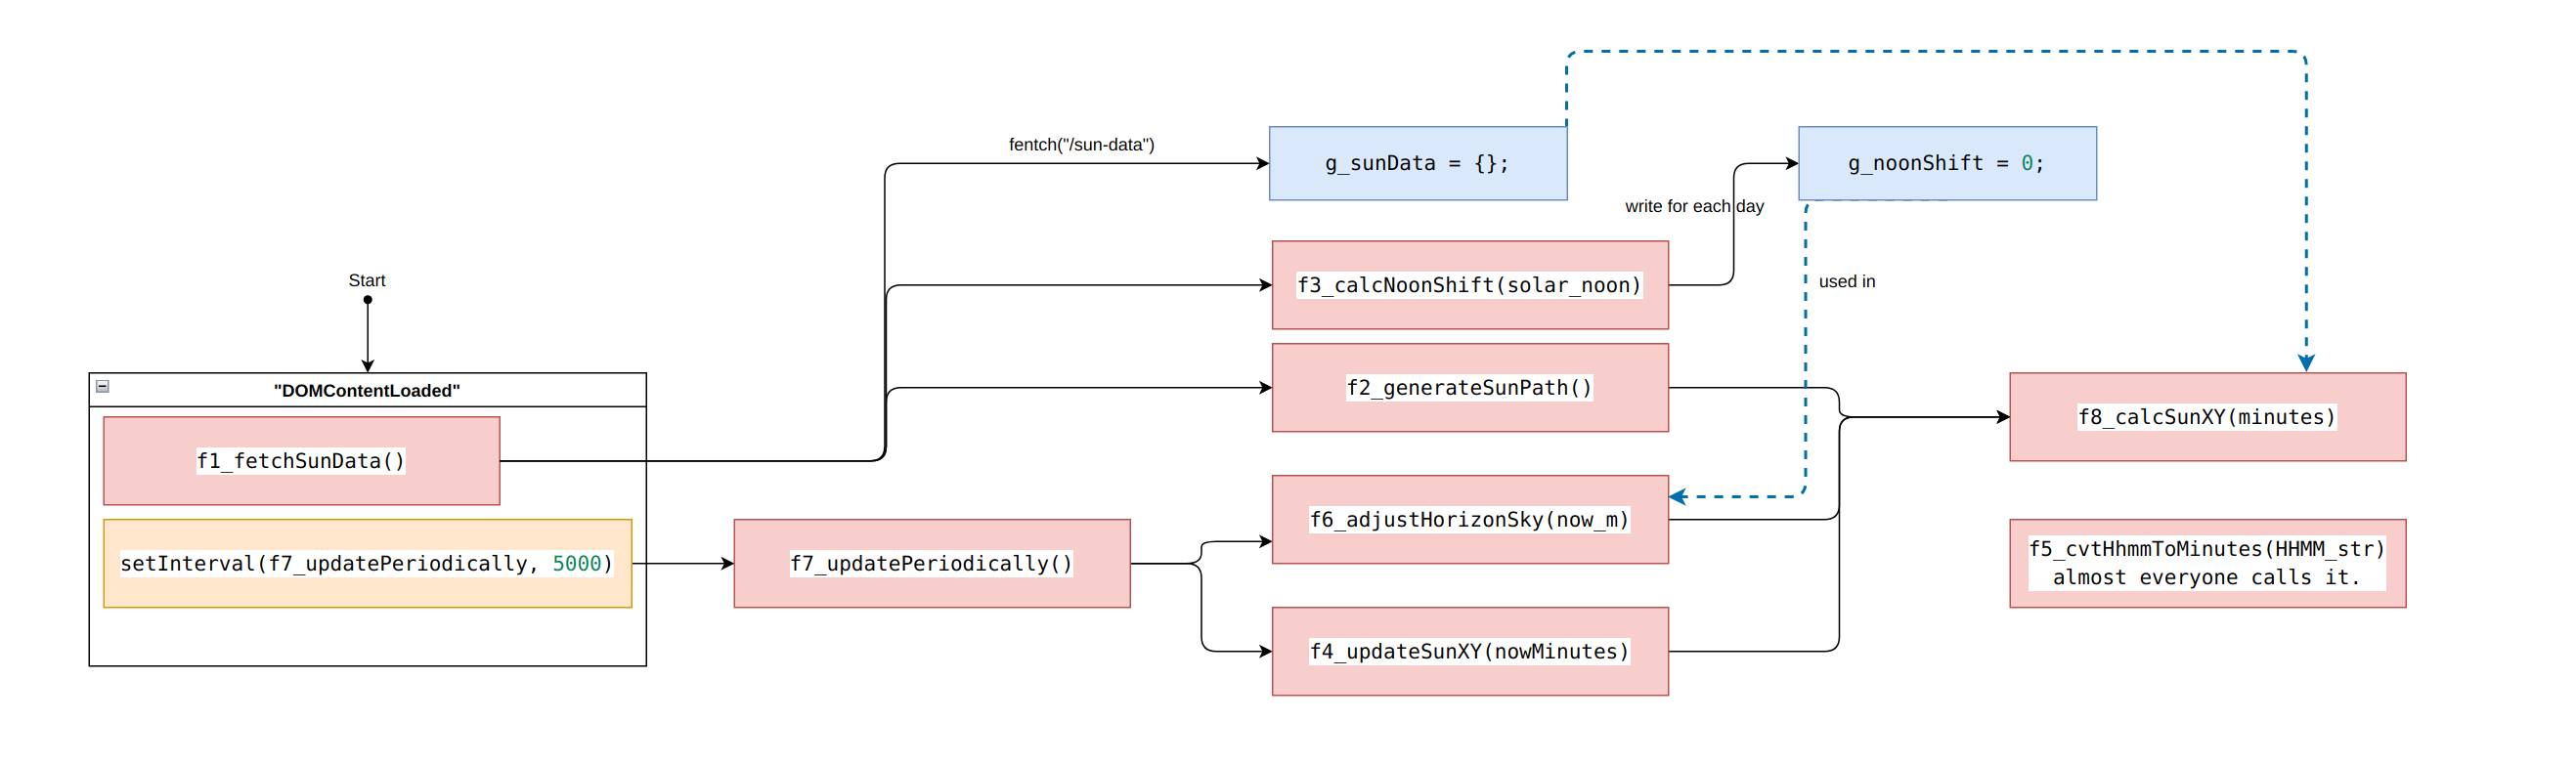 fentch("/sun-data")
g_sunData = {};
g_noonShift = 0;
write for each day
Start
f3_calcNoonShift(solar_noon)
used in
"DOMContentLoaded"
f2_generateSunPath()
f8_calcSunXY(minutes)
f1_fetchSunData()
f6_adjustHorizonSky(now_m)
setInterval(f7_updatePeriodically, 5000)
f7_updatePeriodically()
f5_cvtHhmmToMinutes(HHMM_str)
almost everyone calls it.
f4_updateSunXY(nowMinutes)